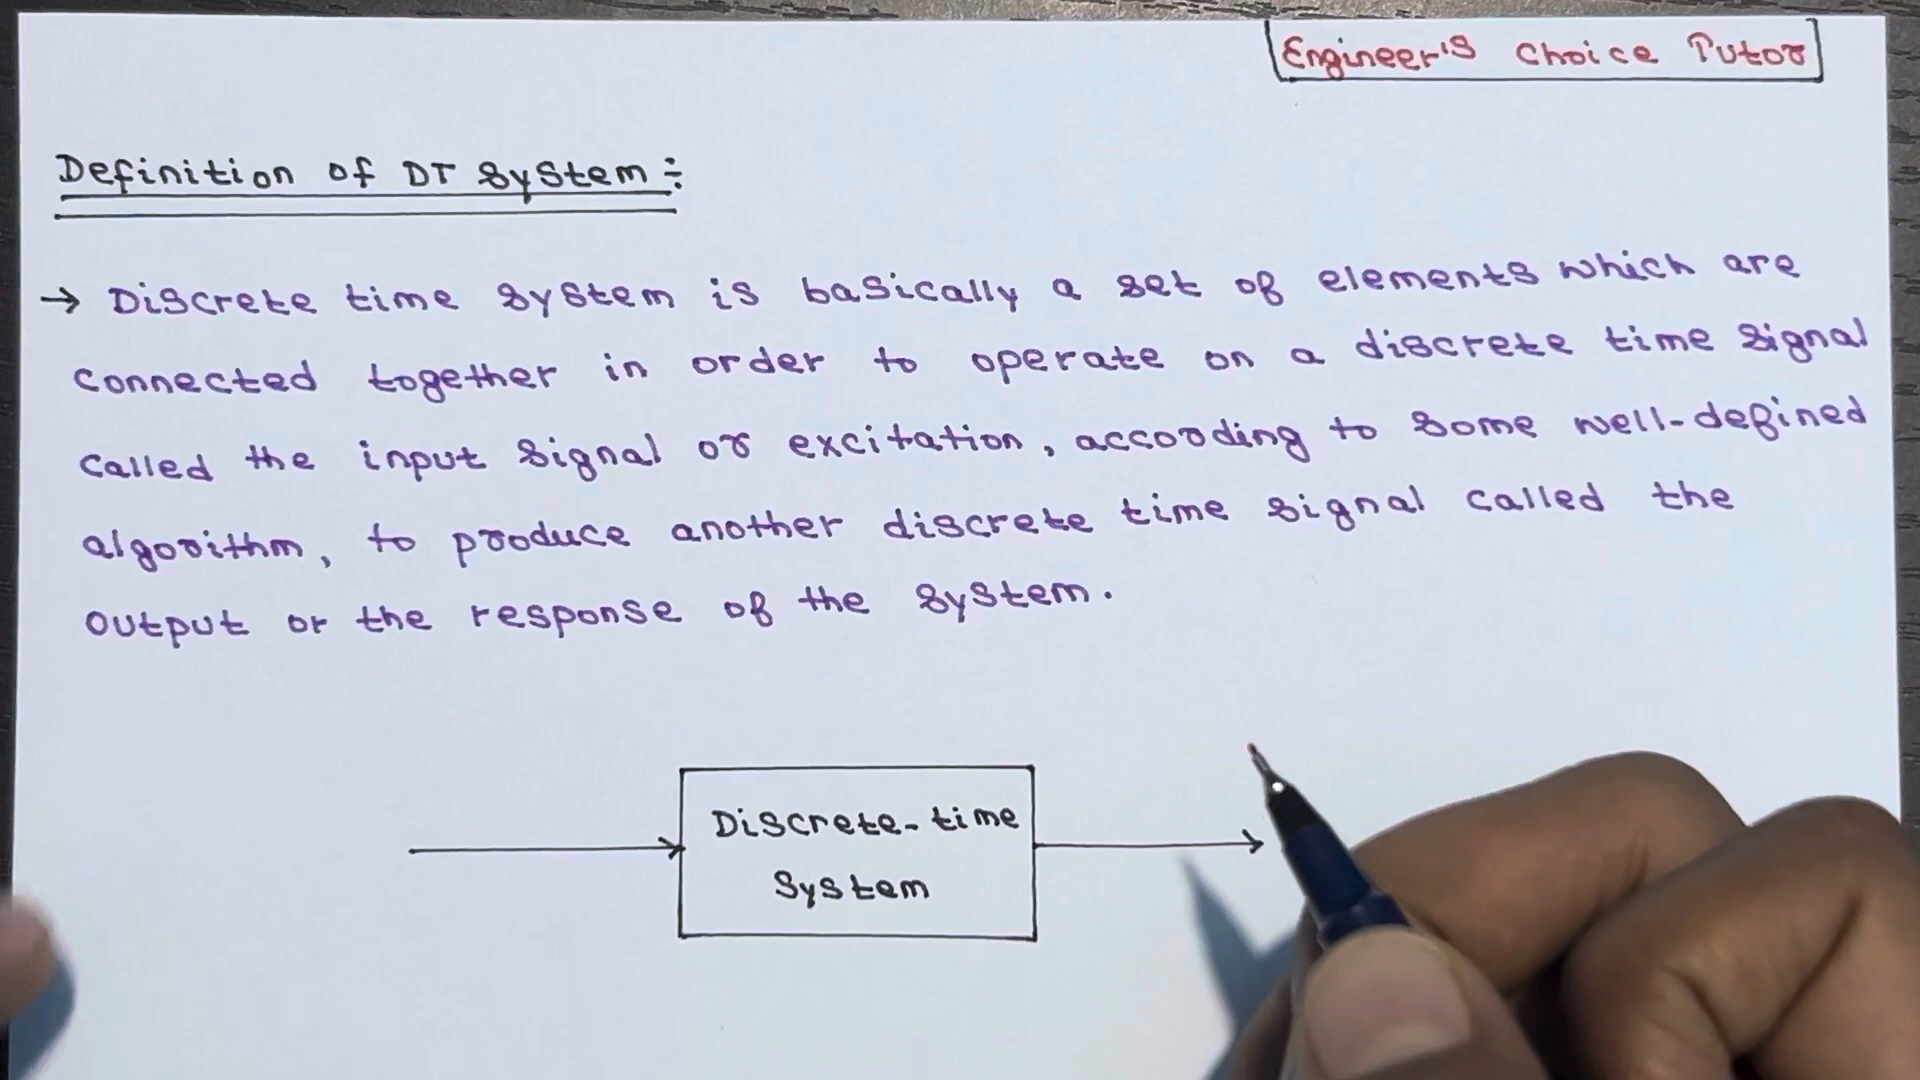 Engineer's Choice Tutor
Definition of DT System :-
→ Discrete time system is basically a set of elements which are
connected together in order to operate on a discrete time signal
called the input signal or excitation, according to some well-defined
algorithm, to produce another discrete time signal called the
output or the response of the system.
Discrete-time
System